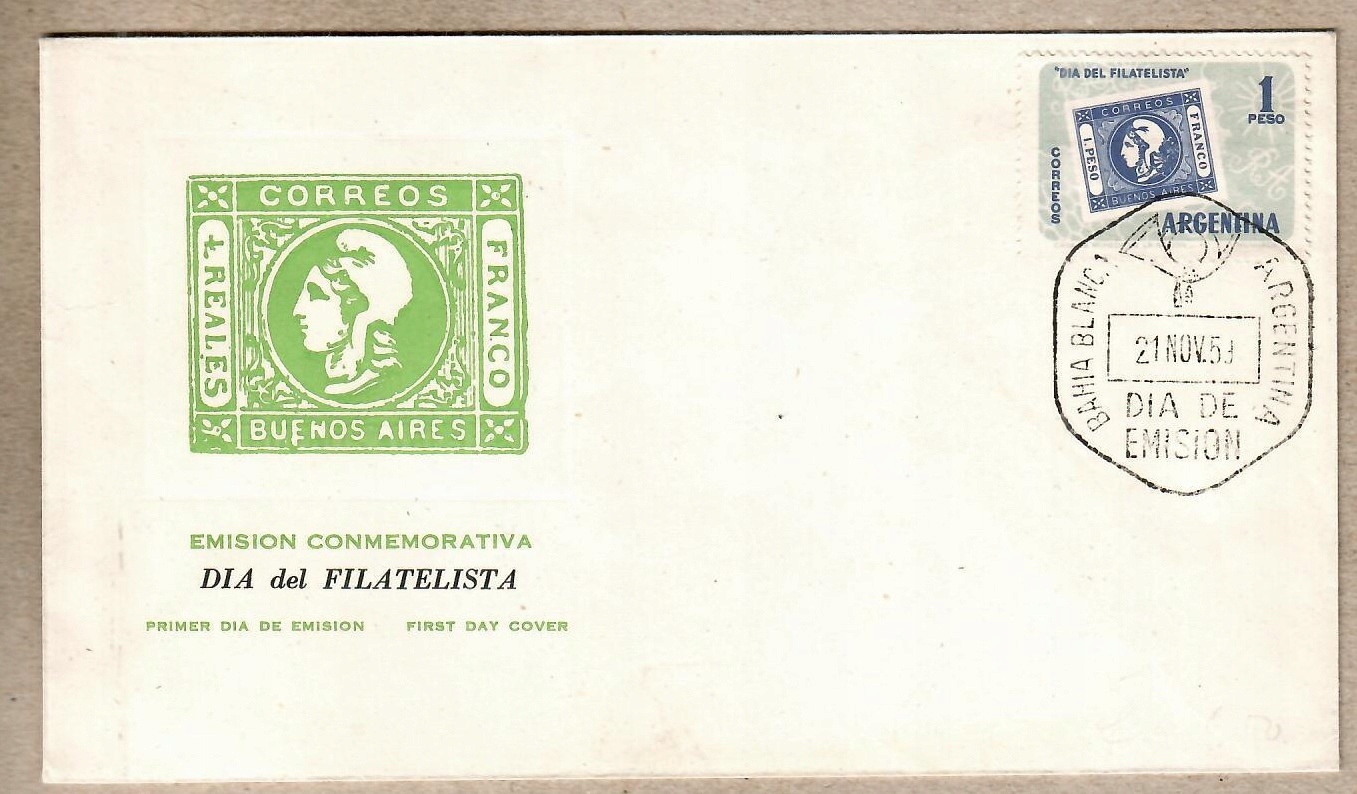 CORREOS
4 REALES
FRANCO
BUENOS AIRES
EMISION CONMEMORATIVA
DIA del FILATELISTA
PRIMER DIA DE EMISION FIRST DAY COVER
"DIA DEL FILATELISTA"
1
PESO
CORREOS
CORREOS
1. PESO
FRANCO
BUENOS AIRES
RA
ARGENTINA
BAHIA BLANCA
ARGENTINA
21 NOV. 59
DIA DE
EMISION